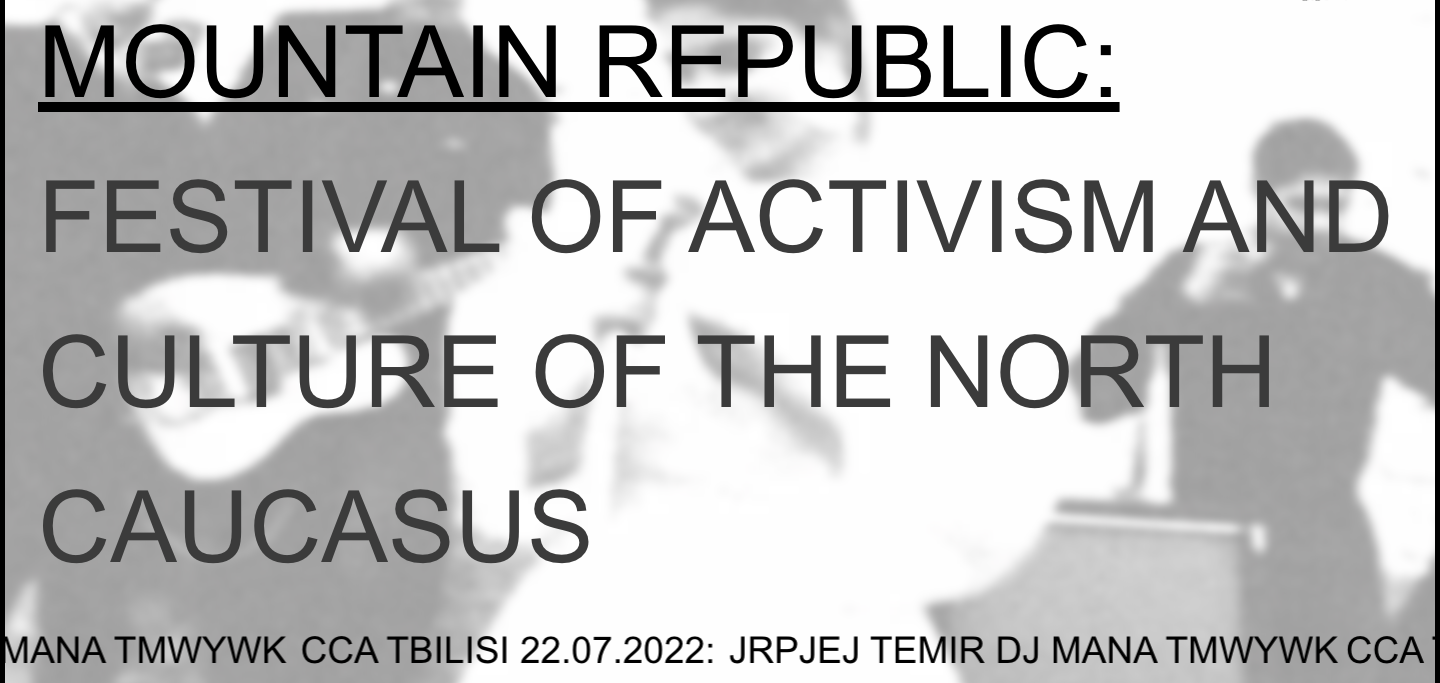 MOUNTAIN REPUBLIC:
FESTIVAL OF ACTIVISM AND
CULTURE OF THE NORTH
CAUCASUS
MANA TMWYWK CCA TBILISI 22.07.2022: JRPJEJ TEMIR DJ MANA TMWYWK CCA